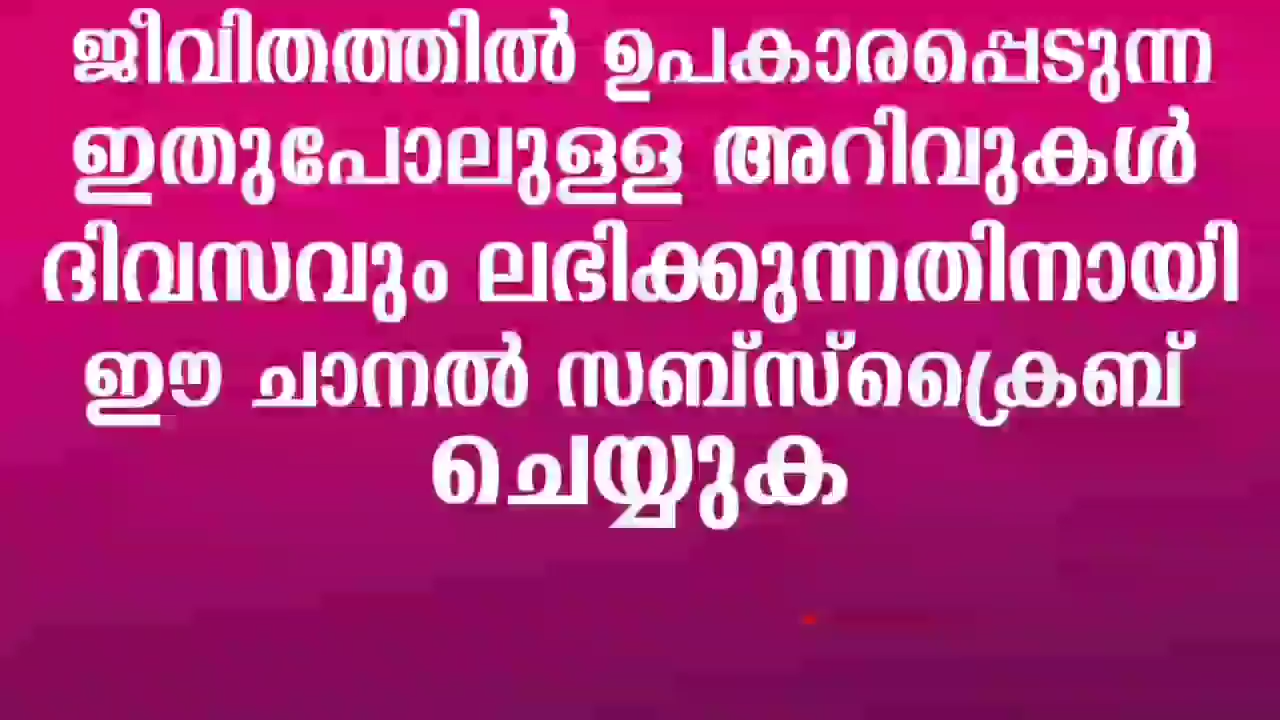 ജീവിതത്തിൽ ഉപകാരപ്പെടുന്ന
ഇതുപോലുള്ള അറിവുകൾ
ദിവസവും ലഭിക്കുന്നതിനായി
ഈ ചാനൽ സബ്സ്ക്രൈബ്
ചെയ്യുക